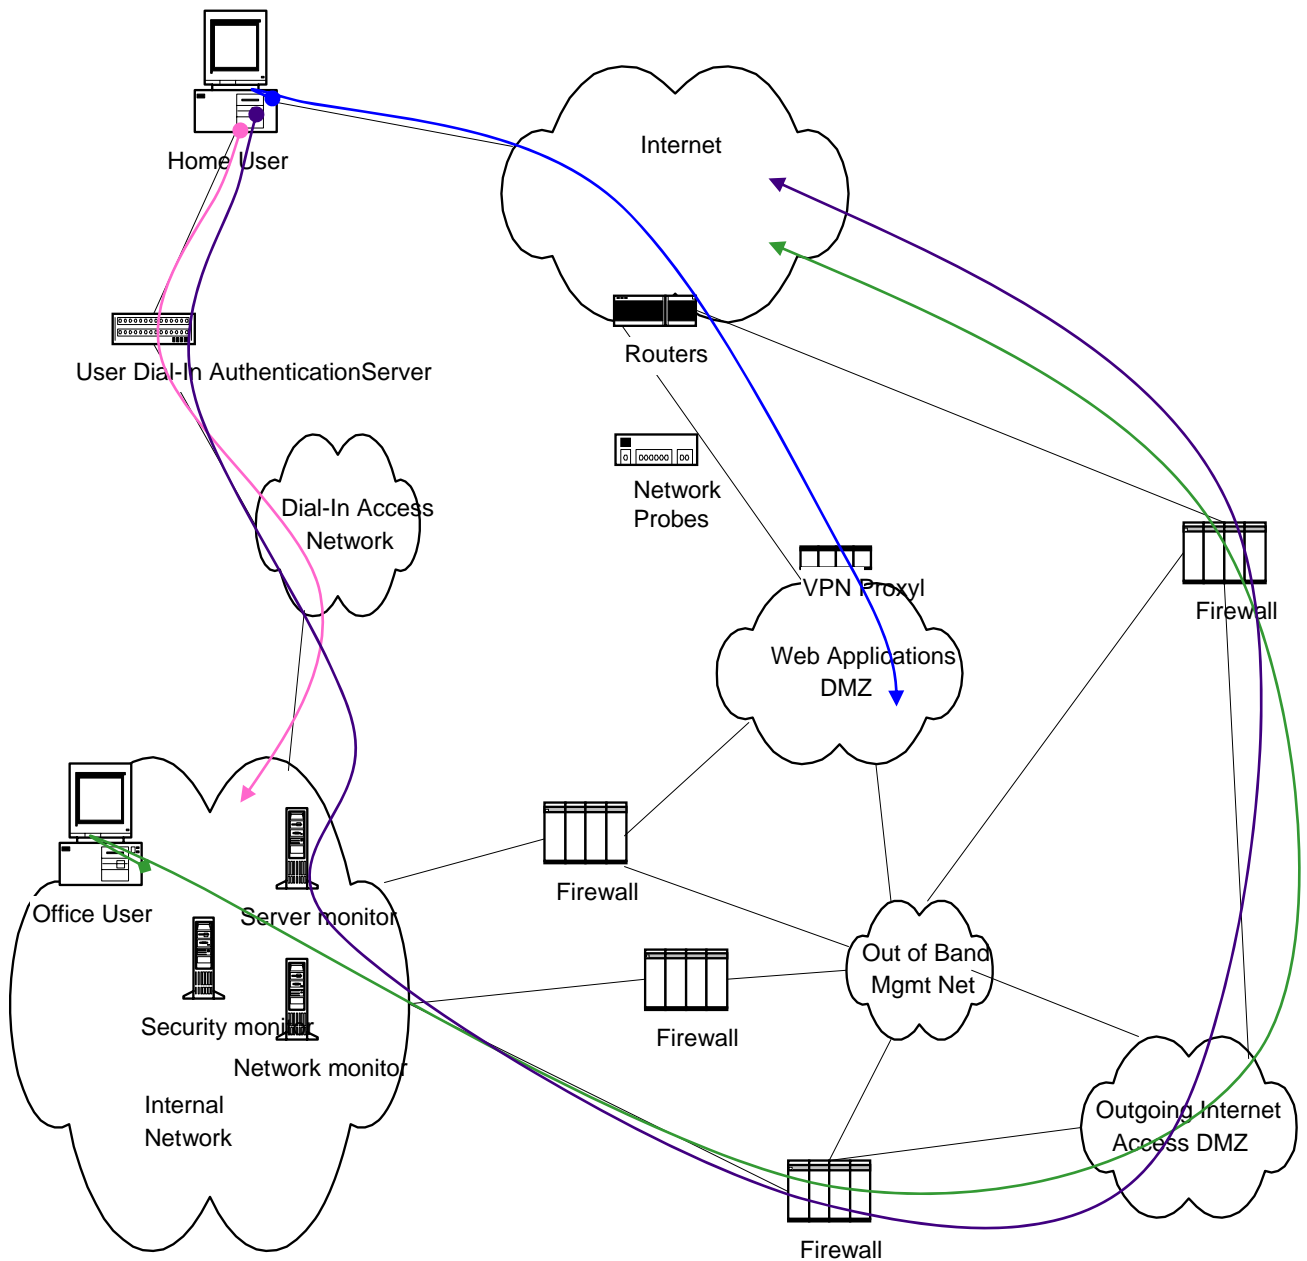 Internet
Home User
Routers
User Dial-In AuthenticationServer
Network
Probes
Dial-In Access
Network
VPN Proxyl
Firewall
Web Applications
DMZ
Firewall
Office User
Server monitor
Out of Band
Mgmt Net
Security monitor
Firewall
Network monitor
Internal
Network
Outgoing Internet
Access DMZ
Firewall